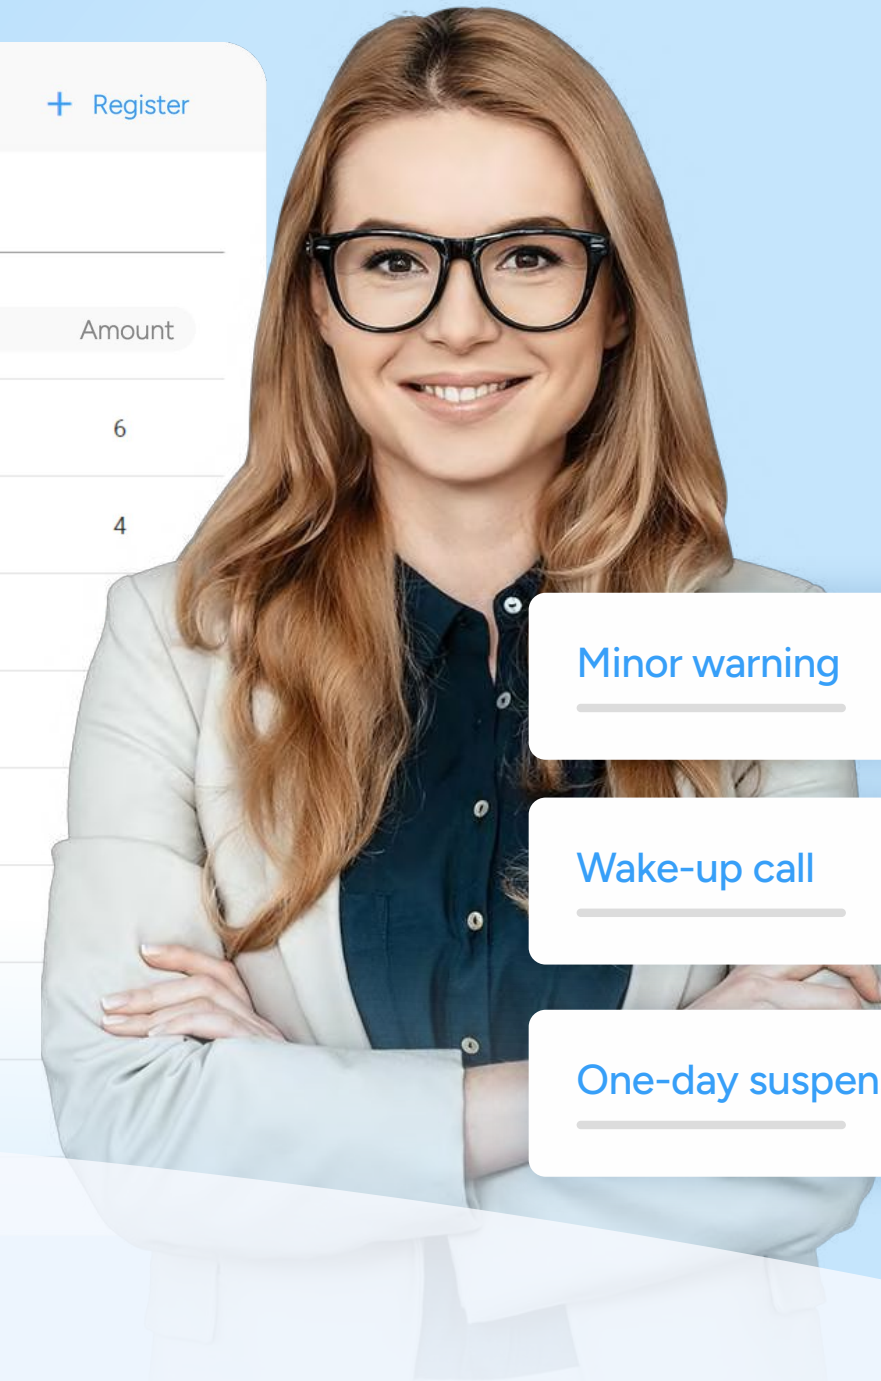 + Register
Amount
6
4
Minor warning
Wake-up call
One-day suspen